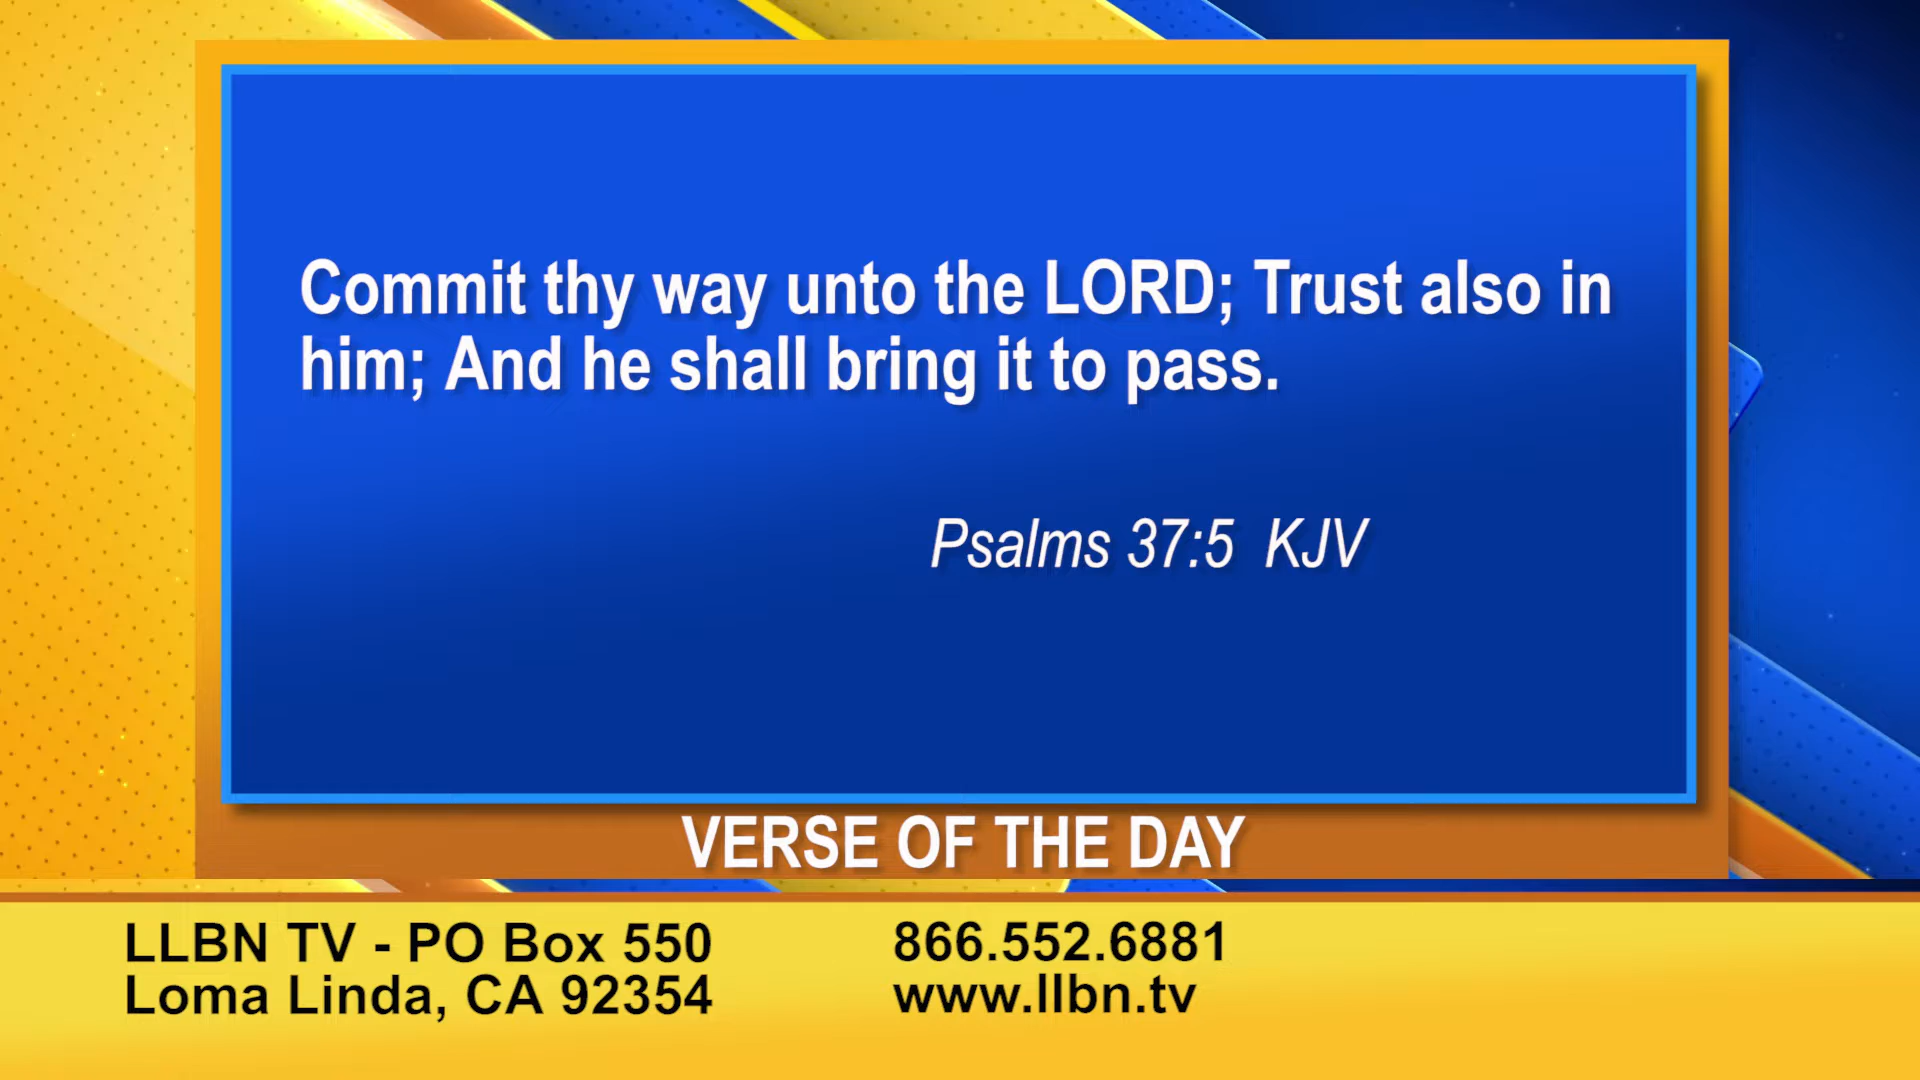 Commit thy way unto the LORD; Trust also in
him; And he shall bring it to pass.
Psalms 37:5  KJV
VERSE OF THE DAY
LLBN TV - PO Box 550
Loma Linda, CA 92354
866.552.6881
www.llbn.tv